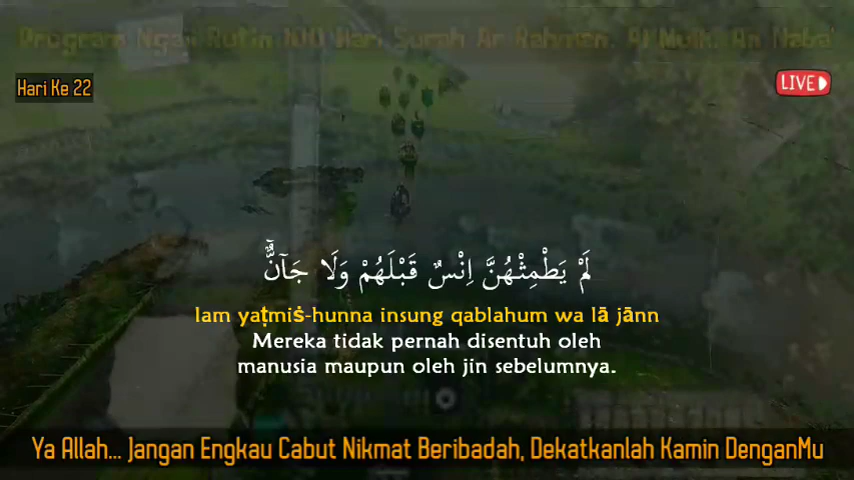 Program Ngaji Rutin 100 Hari Surah Ar Rahman, Al Mulk, An Naba'
Hari Ke 22
LIVE
لَمْ يَطْمِثْهُنَّ اِنْسٌ قَبْلَهُمْ وَلَا جَاۤنٌّۚ
lam yaṭmiṡ-hunna insung qablahum wa lā jānn
Mereka tidak pernah disentuh oleh
manusia maupun oleh jin sebelumnya.
Ya Allah... Jangan Engkau Cabut Nikmat Beribadah, Dekatkanlah Kamin DenganMu